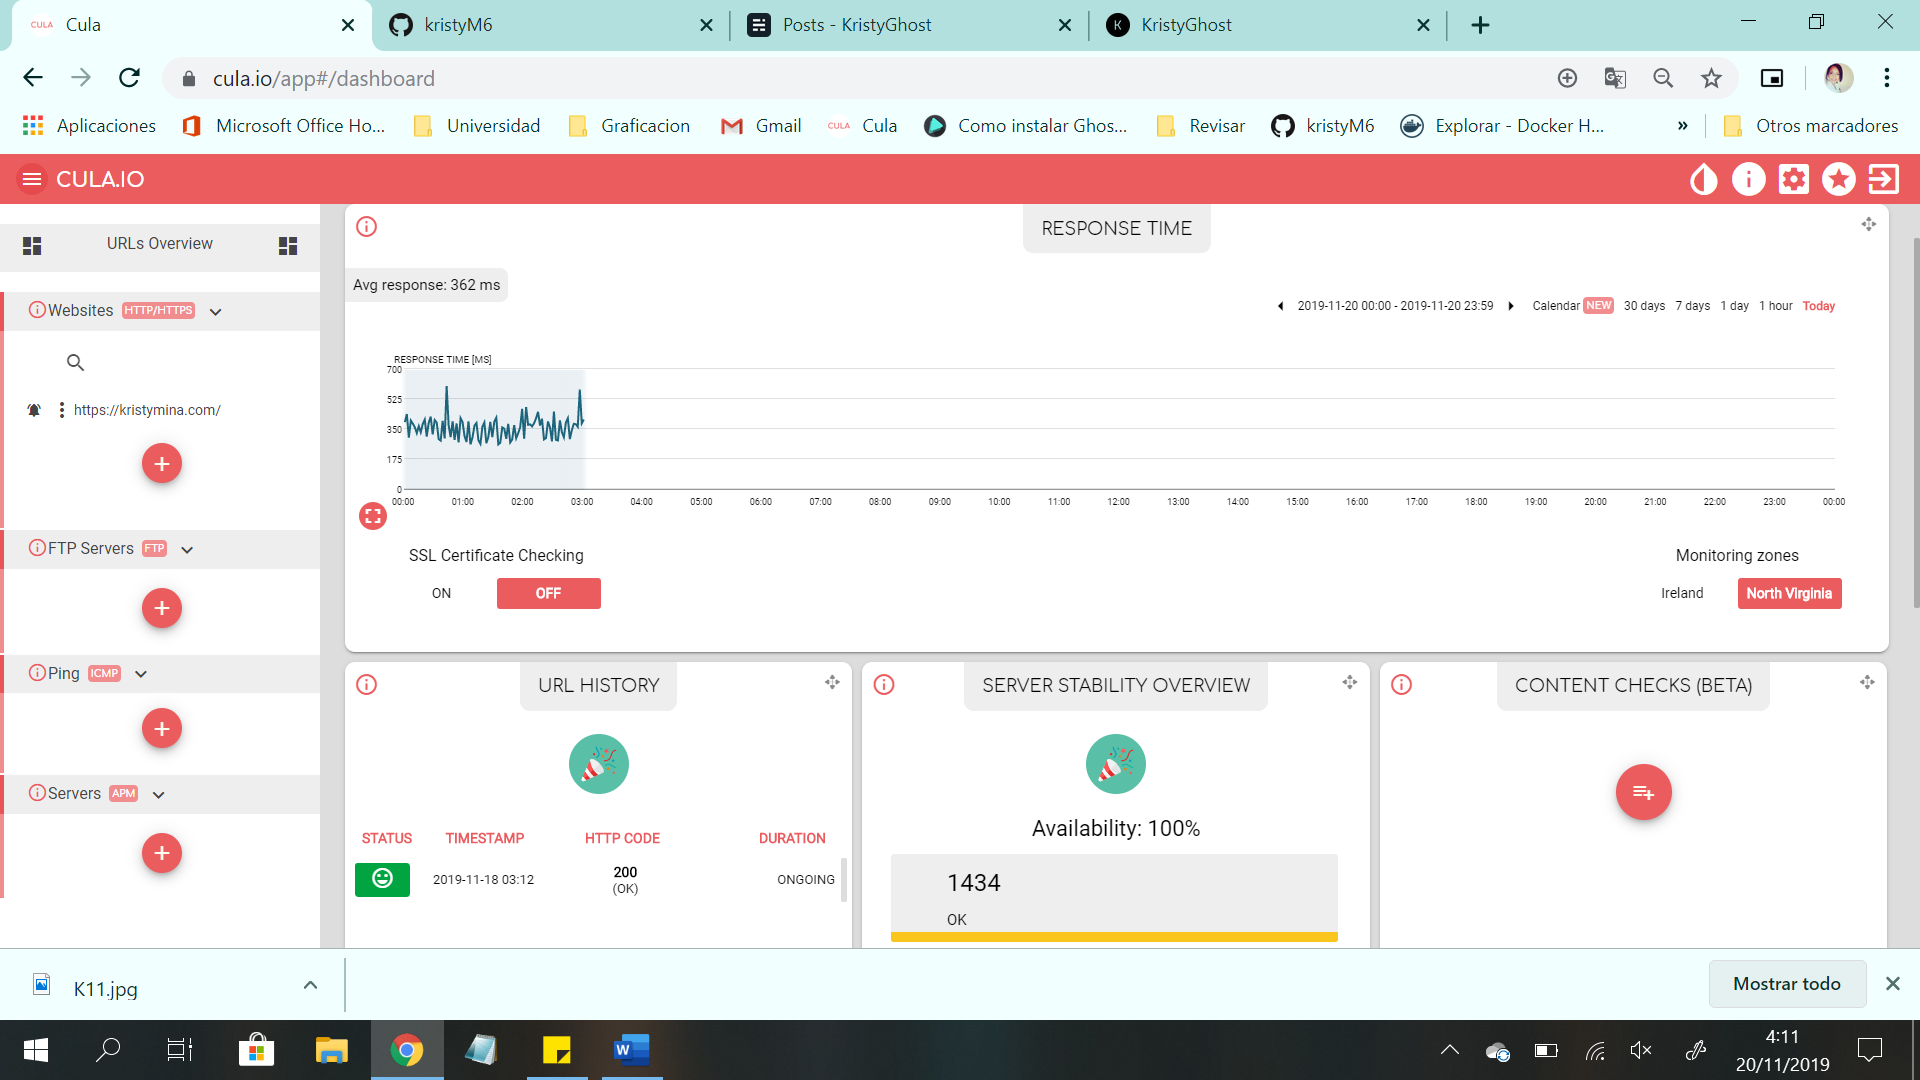 CULA Cula
kristyM6
Posts - KristyGhost
K KristyGhost
cula.io/app#/dashboard
Aplicaciones
Microsoft Office Ho...
Universidad
Graficacion
Gmail
CULA Cula
Como instalar Ghos...
Revisar
kristyM6
Explorar - Docker H...
»
Otros marcadores
CULA.IO
URLs Overview
Websites HTTP/HTTPS
https://kristymina.com/
FTP Servers FTP
Ping ICMP
Servers APM
RESPONSE TIME
Avg response: 362 ms
2019-11-20 00:00 - 2019-11-20 23:59
Calendar NEW 30 days 7 days 1 day 1 hour Today
RESPONSE TIME [MS]
700
525
350
175
0
00:00 01:00 02:00 03:00 04:00 05:00 06:00 07:00 08:00 09:00 10:00 11:00 12:00 13:00 14:00 15:00 16:00 17:00 18:00 19:00 20:00 21:00 22:00 23:00 00:00
SSL Certificate Checking
ON OFF
Monitoring zones
Ireland North Virginia
URL HISTORY
STATUS TIMESTAMP HTTP CODE DURATION
2019-11-18 03:12 200 ONGOING
(OK)
SERVER STABILITY OVERVIEW
Availability: 100%
1434
OK
CONTENT CHECKS (BETA)
K11.jpg
Mostrar todo
W
4:11
20/11/2019